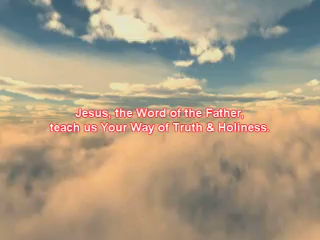 Jesus, the Word of the Father,
teach us Your Way of Truth & Holiness.